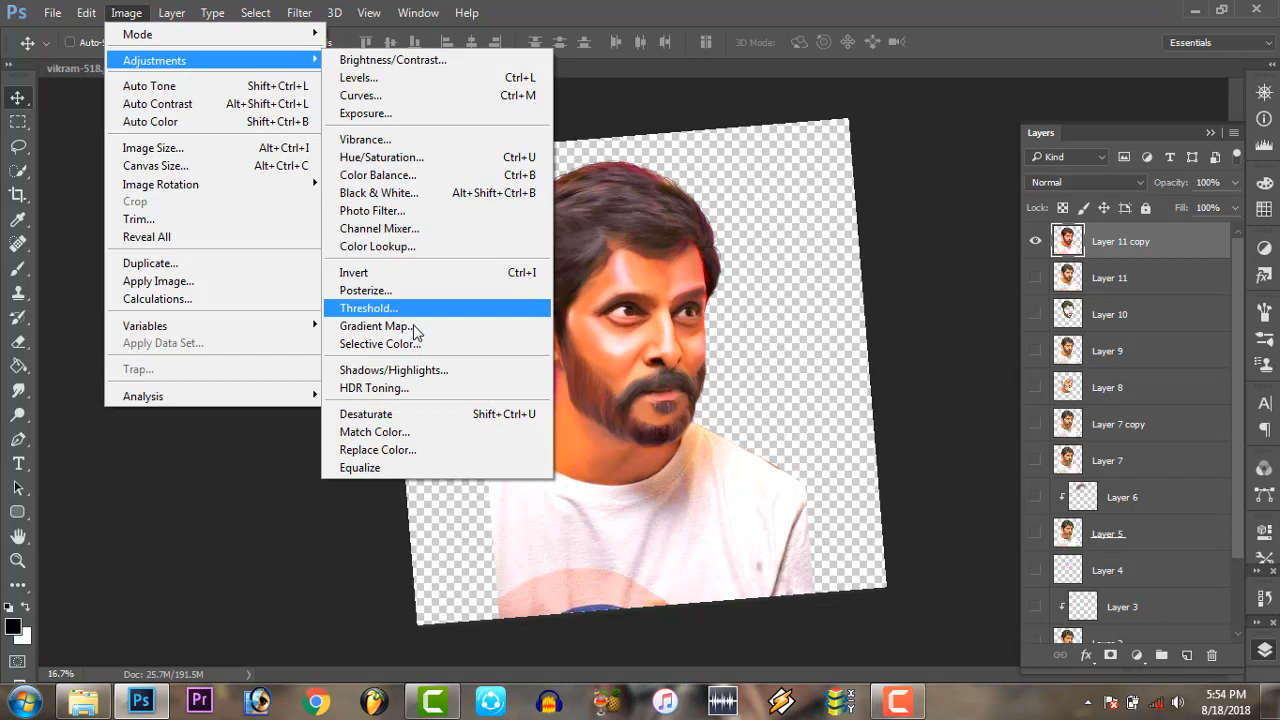 Ps File Edit Image Layer Type Select Filter 3D View Window Help
Auto-S 3D Mode: Essentials
vikram-518.
Mode
Adjustments
Auto Tone Shift+Ctrl+L
Auto Contrast Alt+Shift+Ctrl+L
Auto Color Shift+Ctrl+B
Image Size... Alt+Ctrl+I
Canvas Size... Alt+Ctrl+C
Image Rotation
Crop
Trim...
Reveal All
Duplicate...
Apply Image...
Calculations...
Variables
Apply Data Set...
Trap...
Analysis
Brightness/Contrast...
Levels... Ctrl+L
Curves... Ctrl+M
Exposure...
Vibrance...
Hue/Saturation... Ctrl+U
Color Balance... Ctrl+B
Black & White... Alt+Shift+Ctrl+B
Photo Filter...
Channel Mixer...
Color Lookup...
Invert Ctrl+I
Posterize...
Threshold...
Gradient Map...
Selective Color...
Shadows/Highlights...
HDR Toning...
Desaturate Shift+Ctrl+U
Match Color...
Replace Color...
Equalize
Layers
Kind
Normal Opacity: 100%
Lock: Fill: 100%
Layer 11 copy
Layer 11
Layer 10
Layer 9
Layer 8
Layer 7 copy
Layer 7
Layer 6
Layer 5
Layer 4
Layer 3
16.7% Doc: 25.7M/191.5M
Ps Pr C C
5:54 PM
8/18/2018